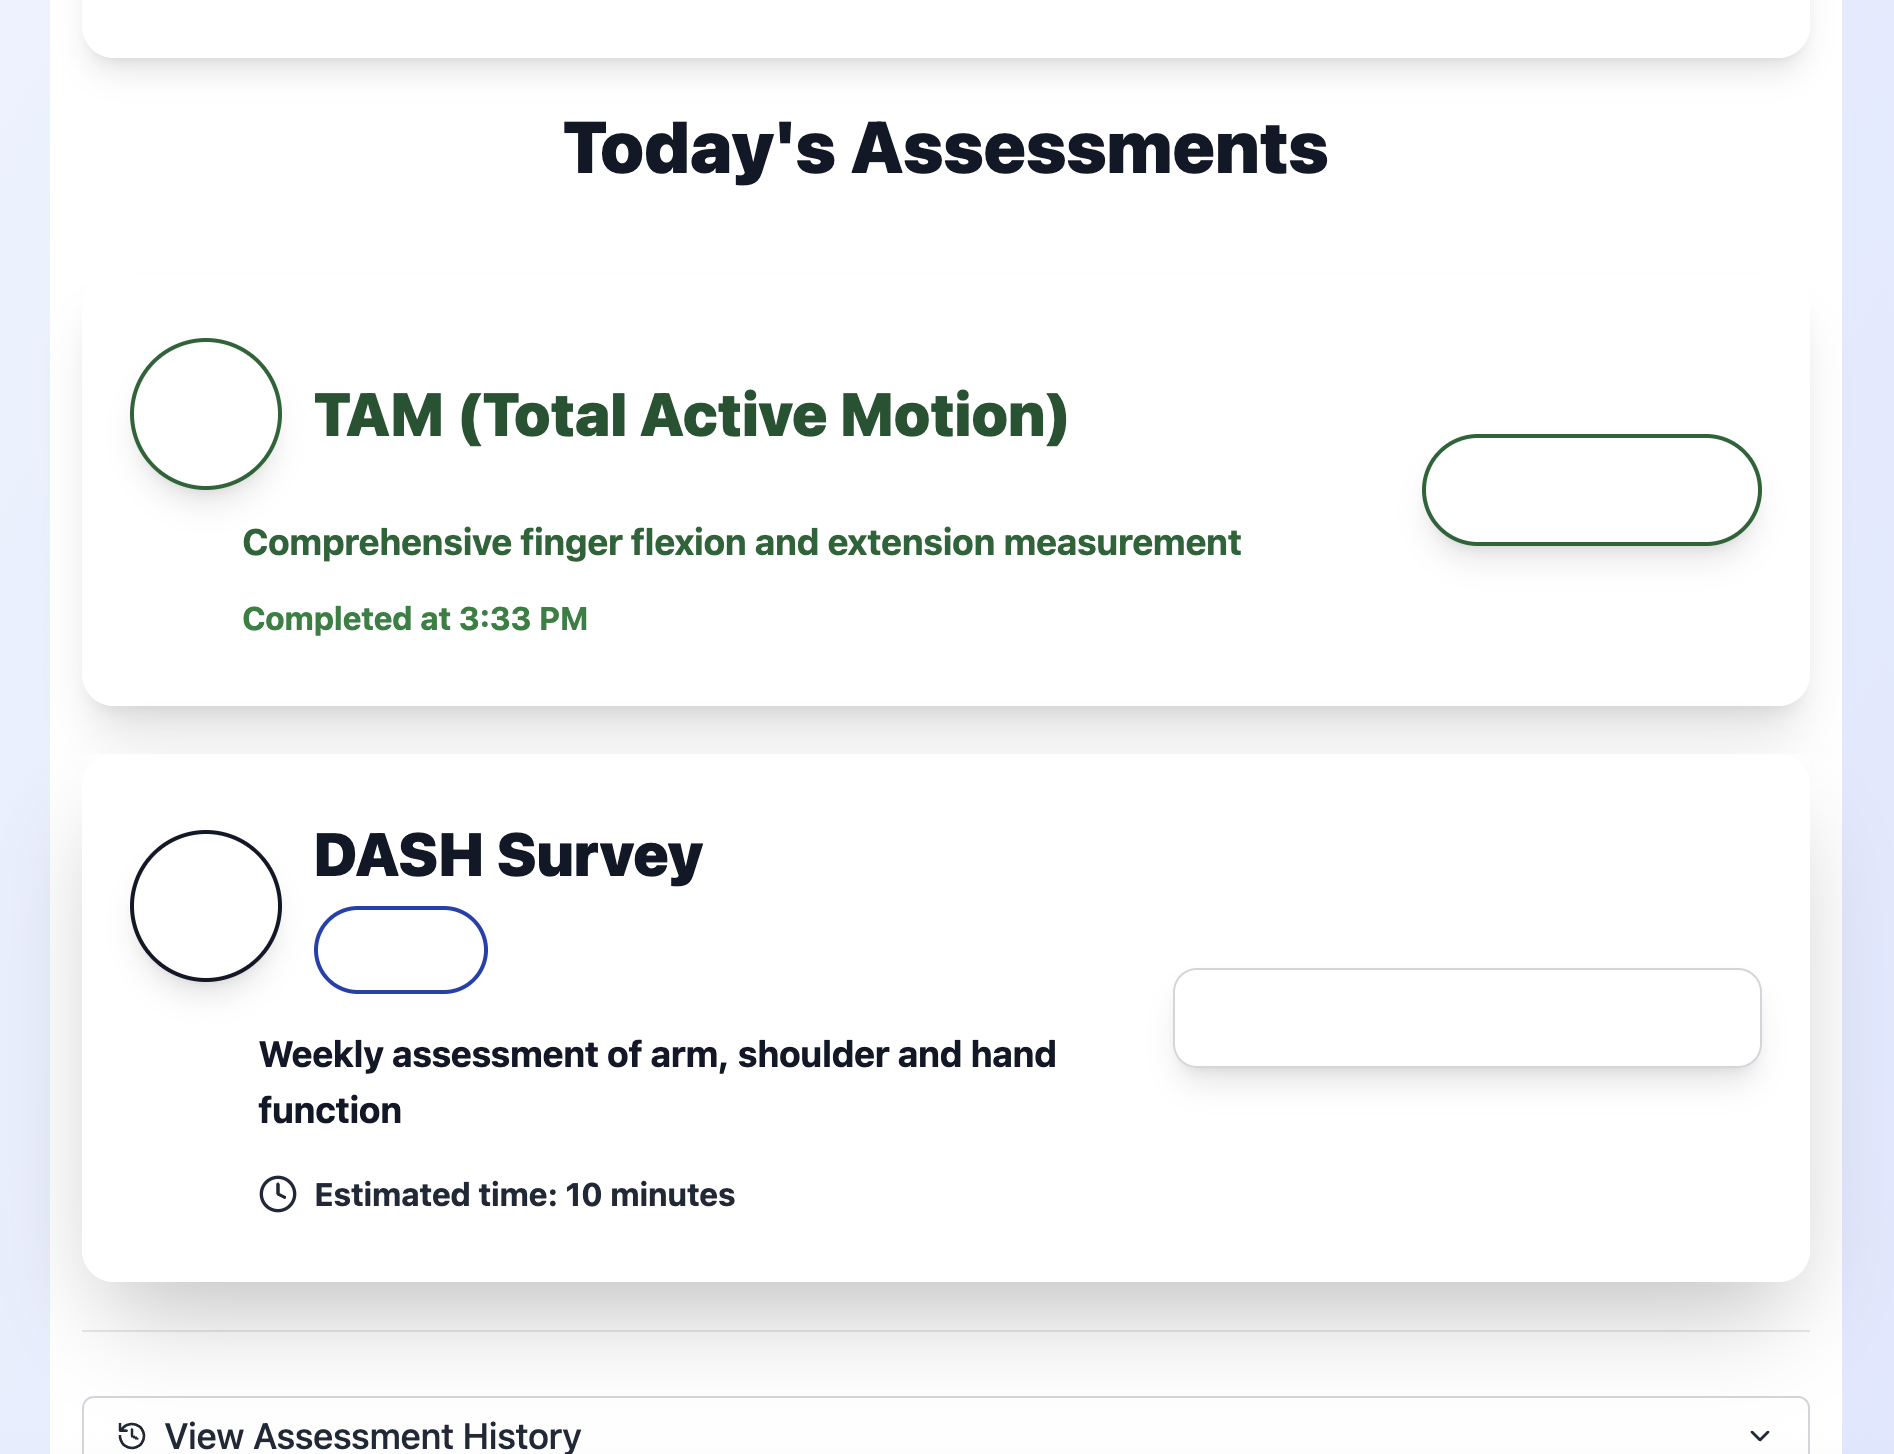 Today's Assessments
TAM (Total Active Motion)
Comprehensive finger flexion and extension measurement
Completed at 3:33 PM
DASH Survey
Weekly assessment of arm, shoulder and hand
function
Estimated time: 10 minutes
View Assessment History